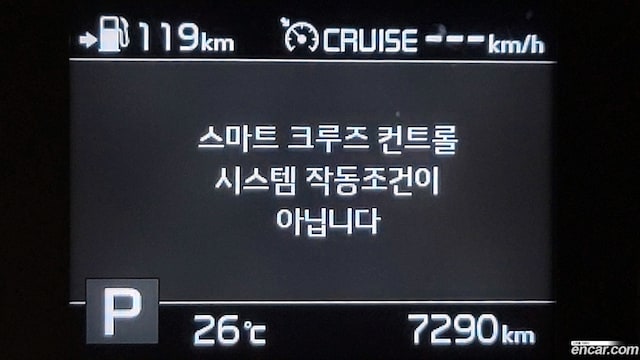 119km CRUISE ---km/h
스마트 크루즈 컨트롤
시스템 작동조건이
아닙니다
P 26℃ 7290km
encar.com